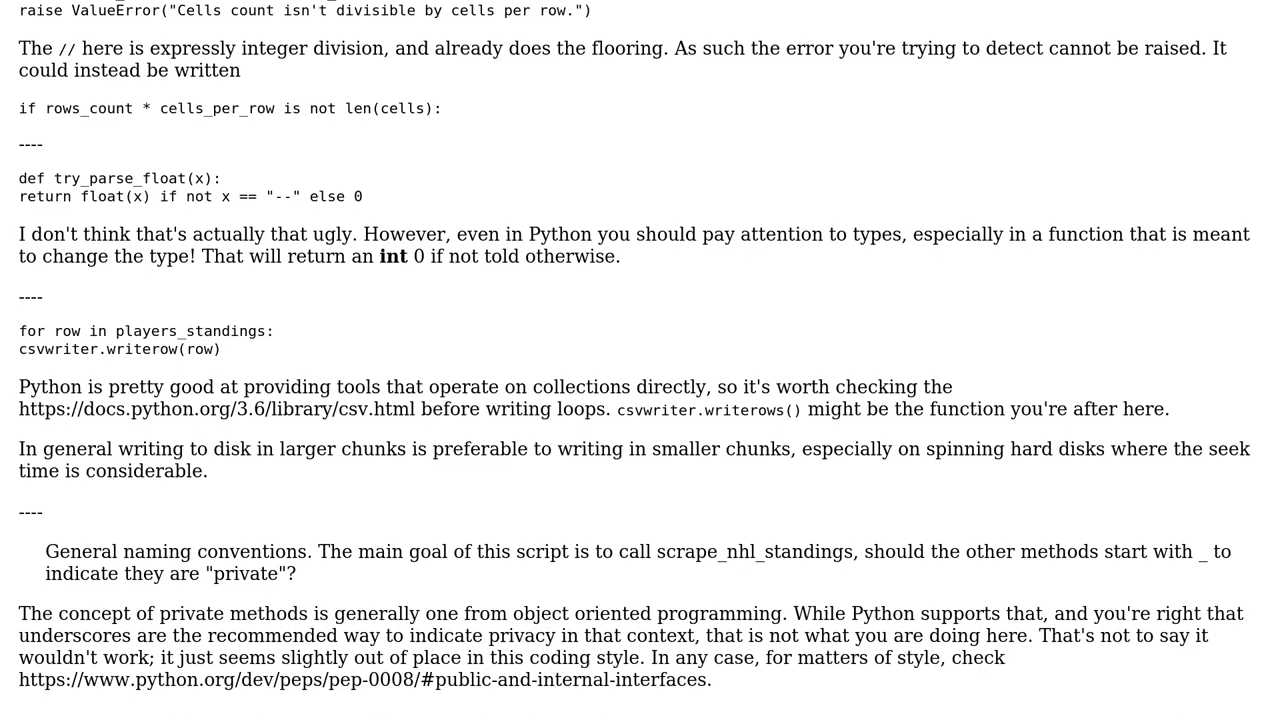 raise ValueError("Cells count isn't divisible by cells per row.")
The // here is expressly integer division, and already does the flooring. As such the error you're trying to detect cannot be raised. It
could instead be written
if rows_count * cells_per_row is not len(cells):
----
def try_parse_float(x):
return float(x) if not x == "--" else 0
I don't think that's actually that ugly. However, even in Python you should pay attention to types, especially in a function that is meant
to change the type! That will return an int 0 if not told otherwise.
----
for row in players_standings:
csvwriter.writerow(row)
Python is pretty good at providing tools that operate on collections directly, so it's worth checking the
https://docs.python.org/3.6/library/csv.html before writing loops. csvwriter.writerows() might be the function you're after here.
In general writing to disk in larger chunks is preferable to writing in smaller chunks, especially on spinning hard disks where the seek
time is considerable.
----
General naming conventions. The main goal of this script is to call scrape_nhl_standings, should the other methods start with _ to
indicate they are "private"?
The concept of private methods is generally one from object oriented programming. While Python supports that, and you're right that
underscores are the recommended way to indicate privacy in that context, that is not what you are doing here. That's not to say it
wouldn't work; it just seems slightly out of place in this coding style. In any case, for matters of style, check
https://www.python.org/dev/peps/pep-0008/#public-and-internal-interfaces.